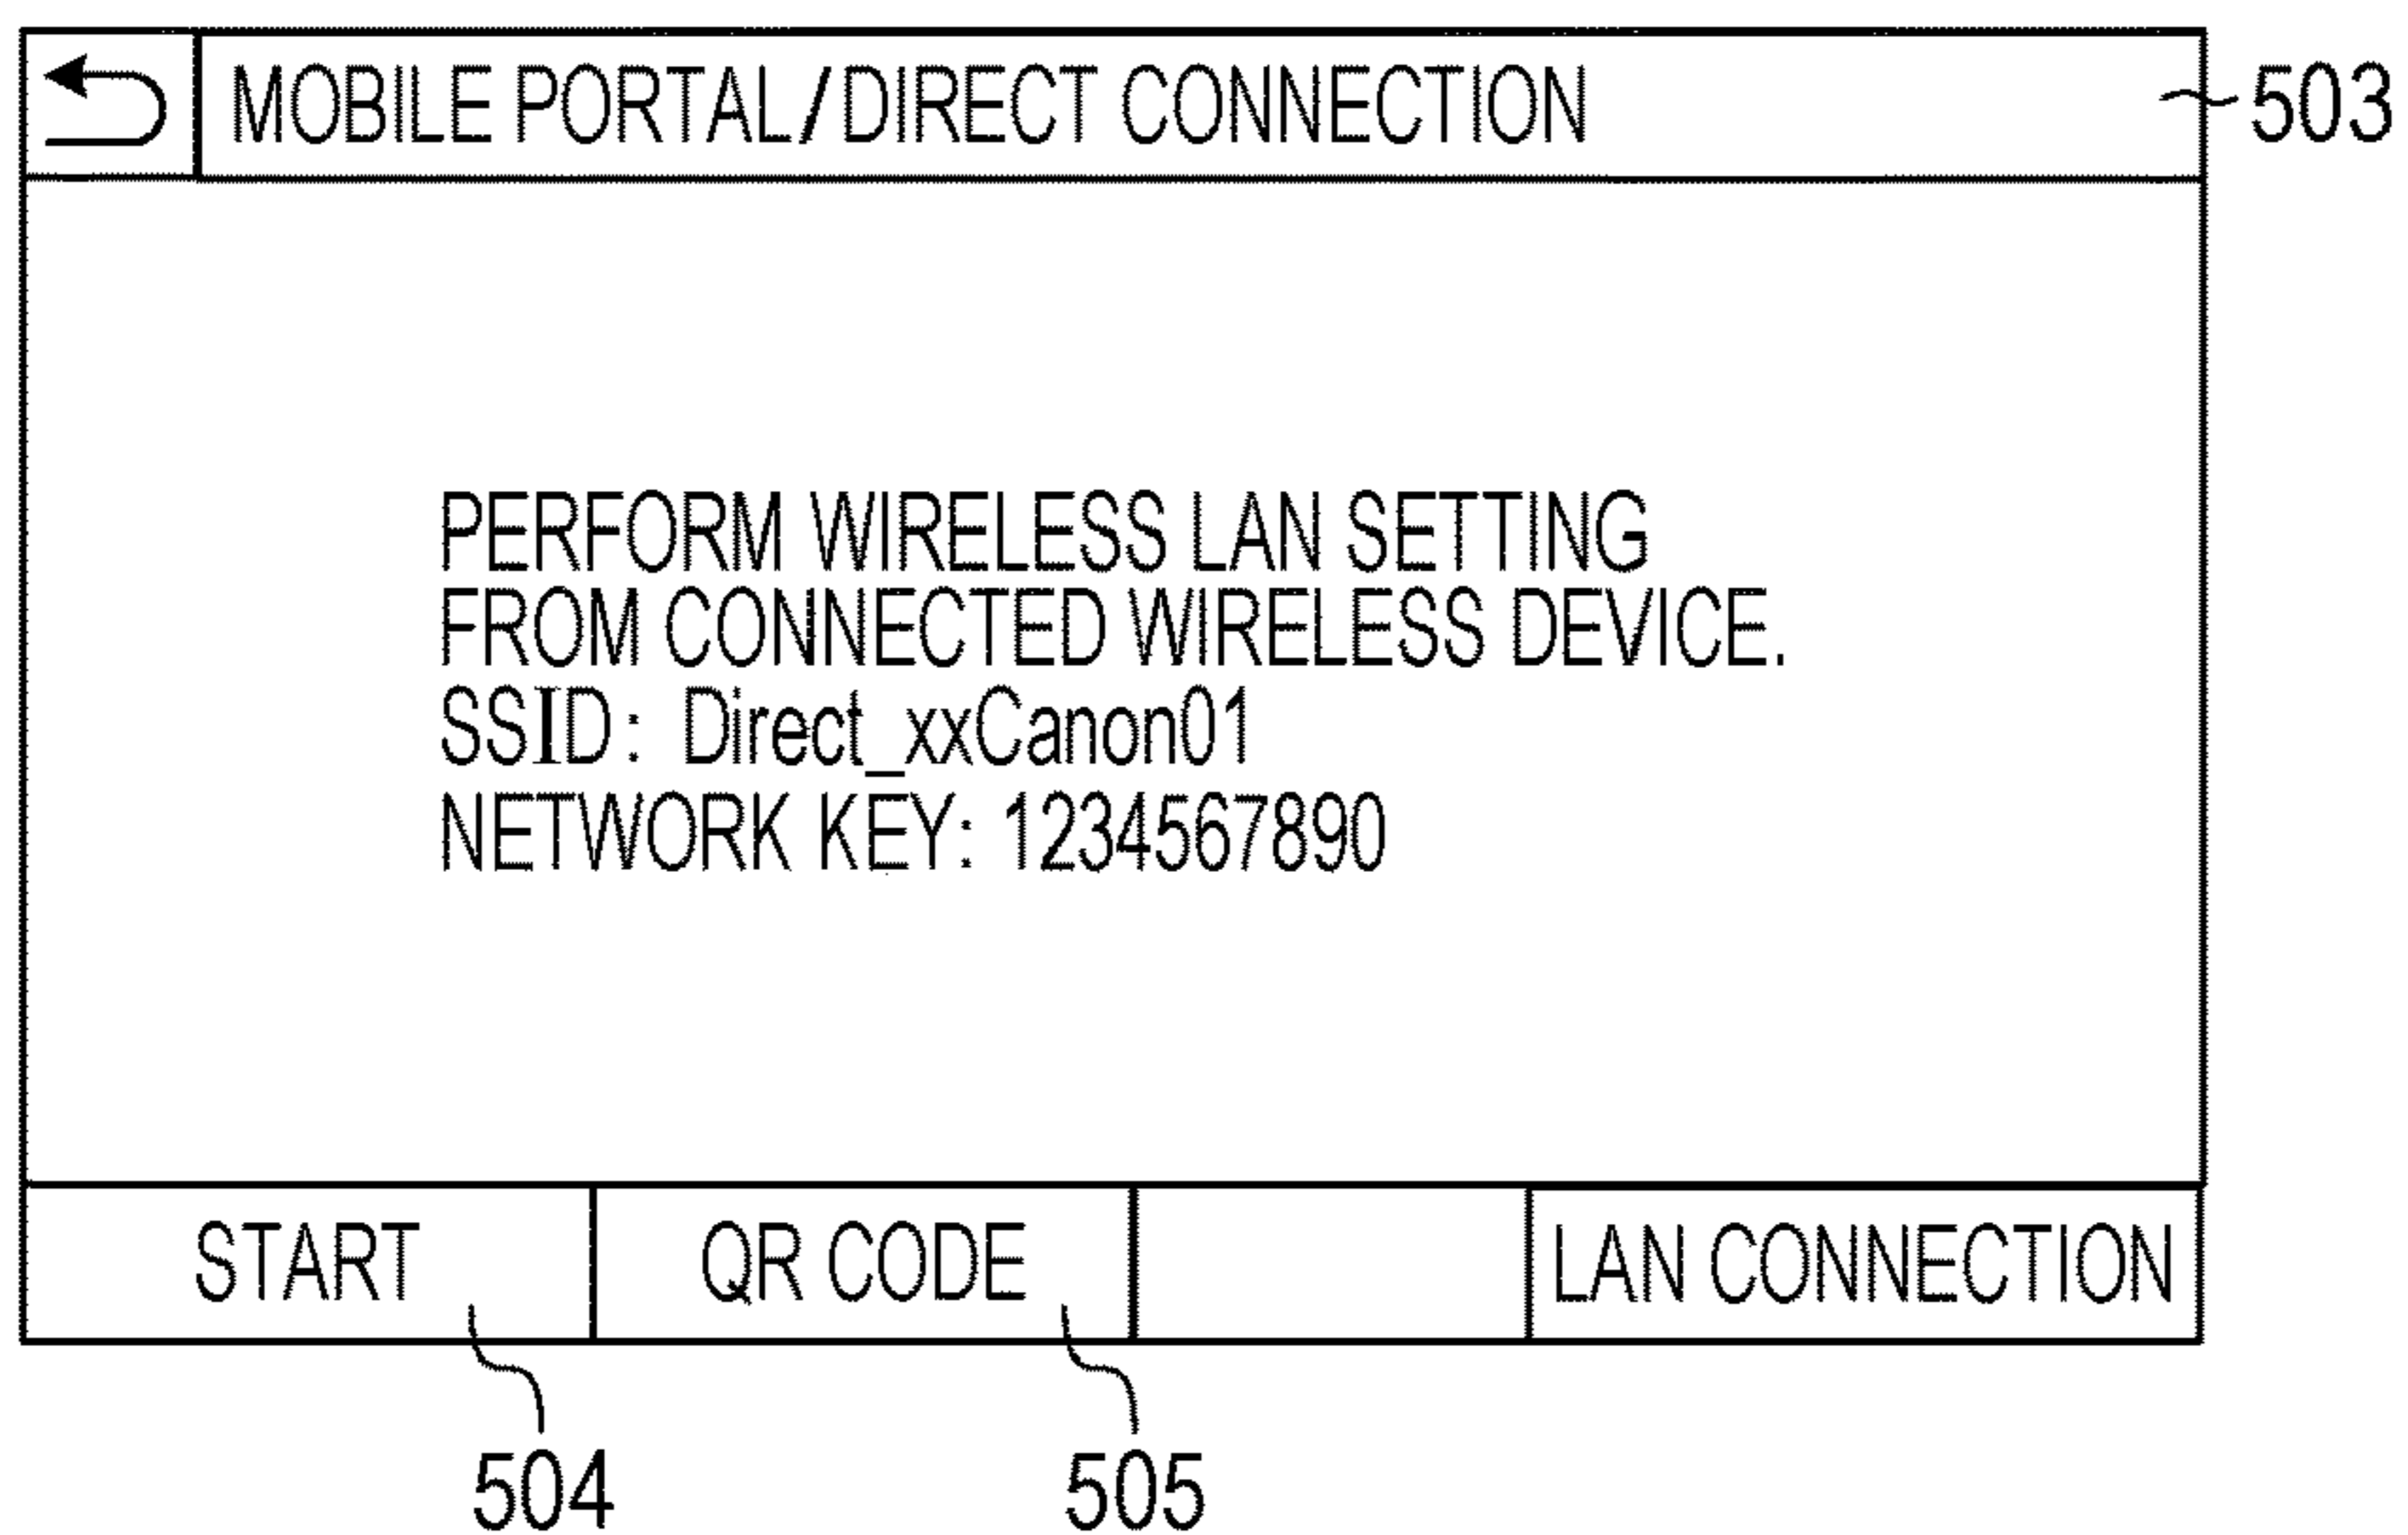 MOBILE PORTAL/DIRECT CONNECTION
503
PERFORM WIRELESS LAN SETTING
FROM CONNECTED WIRELESS DEVICE.
SSID: Direct_xxCanon01
NETWORK KEY: 1234567890
START
QR CODE
LAN CONNECTION
504
505